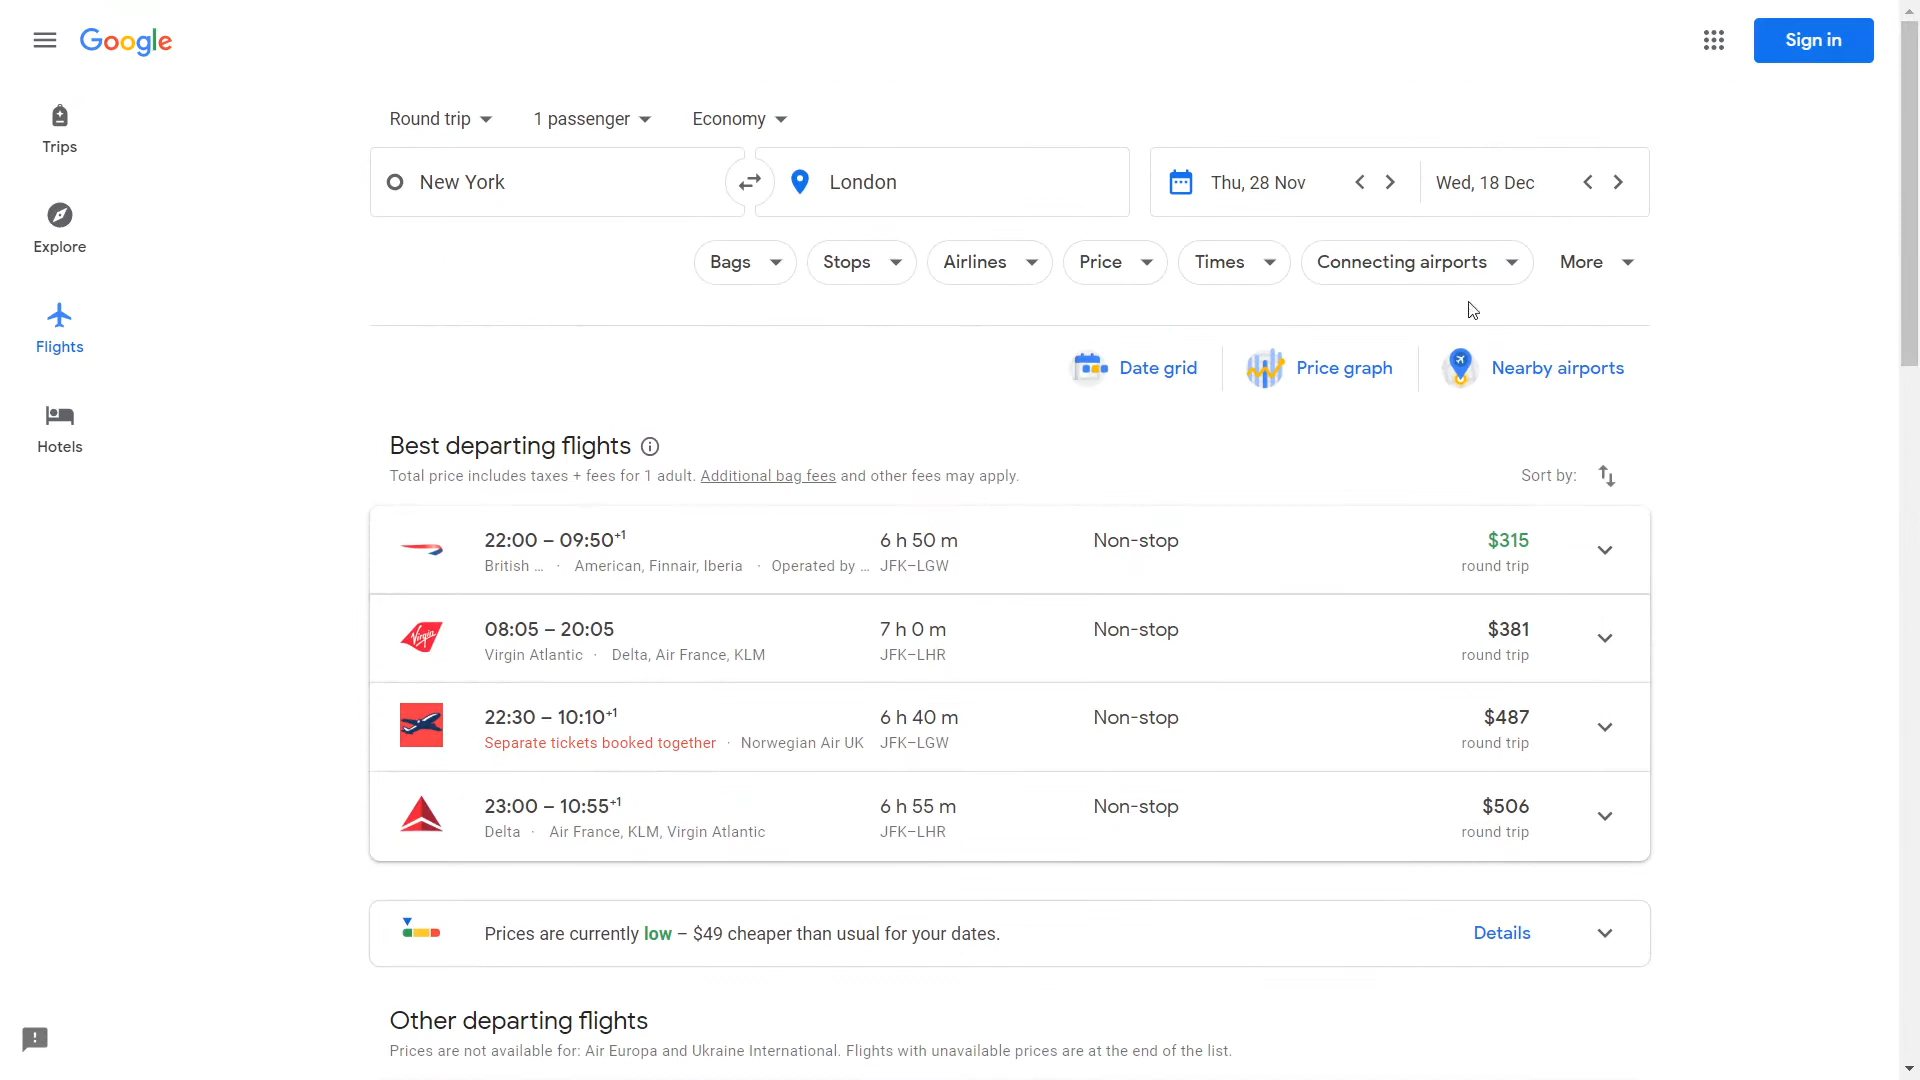 Google
Sign in
Trips
Explore
Flights
Hotels
Round trip
1 passenger
Economy
New York
London
Thu, 28 Nov
Wed, 18 Dec
Bags
Stops
Airlines
Price
Times
Connecting airports
More
Date grid
Price graph
Nearby airports
Best departing flights
Total price includes taxes + fees for 1 adult. Additional bag fees and other fees may apply.
Sort by:
22:00 – 09:50+1 6 h 50 m Non-stop $315
British ... · American, Finnair, Iberia · Operated by ... JFK–LGW round trip
08:05 – 20:05 7 h 0 m Non-stop $381
Virgin Atlantic · Delta, Air France, KLM JFK–LHR round trip
22:30 – 10:10+1 6 h 40 m Non-stop $487
Separate tickets booked together · Norwegian Air UK JFK–LGW round trip
23:00 – 10:55+1 6 h 55 m Non-stop $506
Delta · Air France, KLM, Virgin Atlantic JFK–LHR round trip
Prices are currently low – $49 cheaper than usual for your dates. Details
Other departing flights
Prices are not available for: Air Europa and Ukraine International. Flights with unavailable prices are at the end of the list.